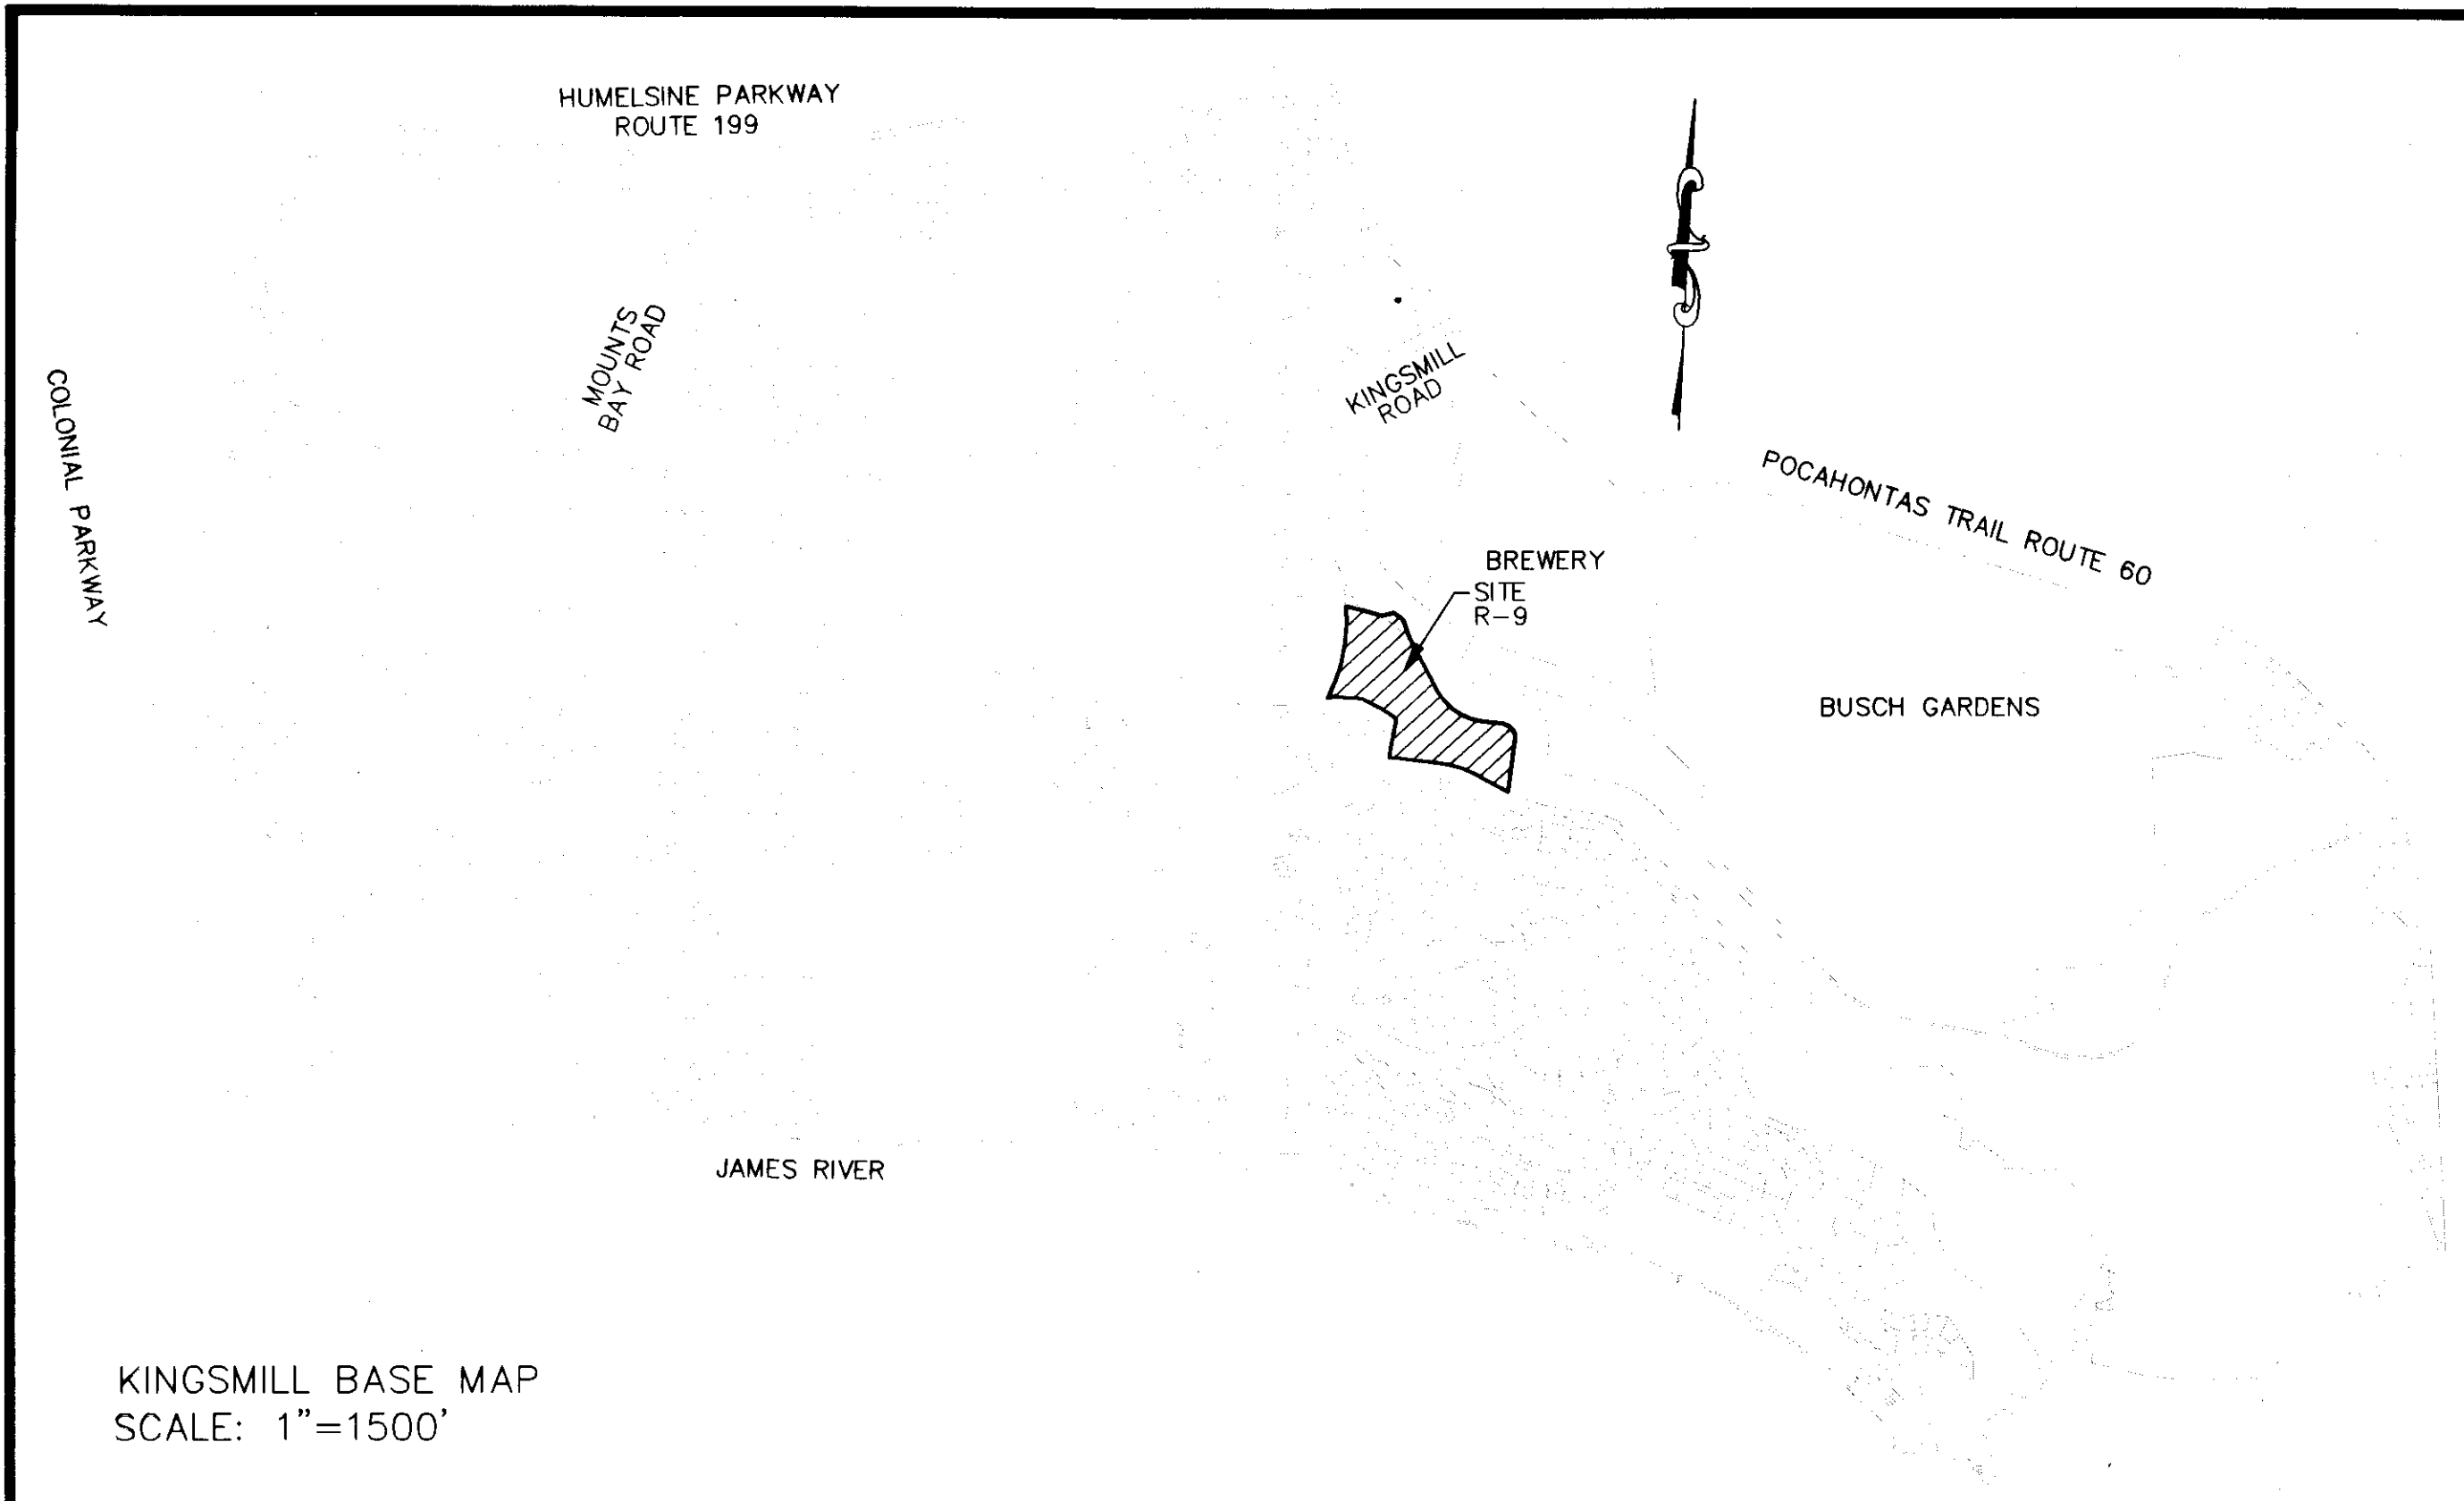 HUMELSINE PARKWAY
ROUTE 199
MOUNTS
BAY ROAD
COLONIAL PARKWAY
KINGSMILL
ROAD
POCAHONTAS TRAIL ROUTE 60
BREWERY
SITE
R-9
BUSCH GARDENS
JAMES RIVER
KINGSMILL BASE MAP
SCALE: 1"=1500'